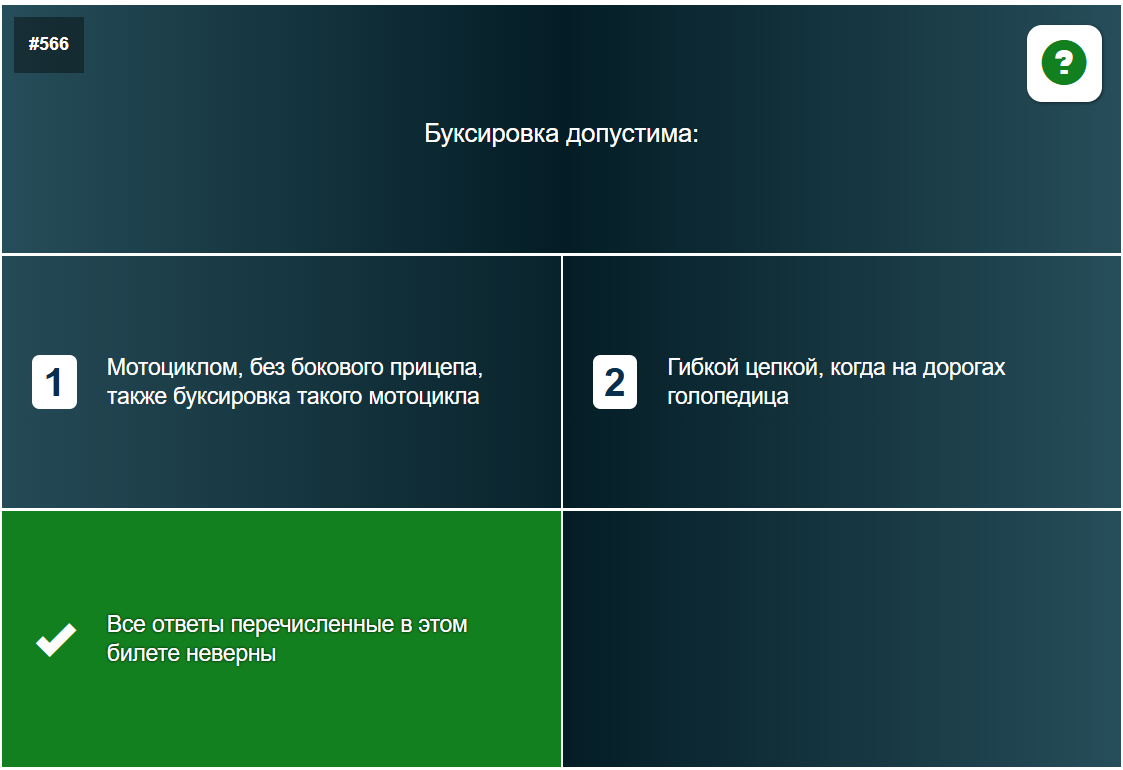 #566
?
Буксировка допустима:
1
Мотоциклом, без бокового прицепа,
также буксировка такого мотоцикла
2
Гибкой цепкой, когда на дорогах
гололедица
Все ответы перечисленные в этом
билете неверны